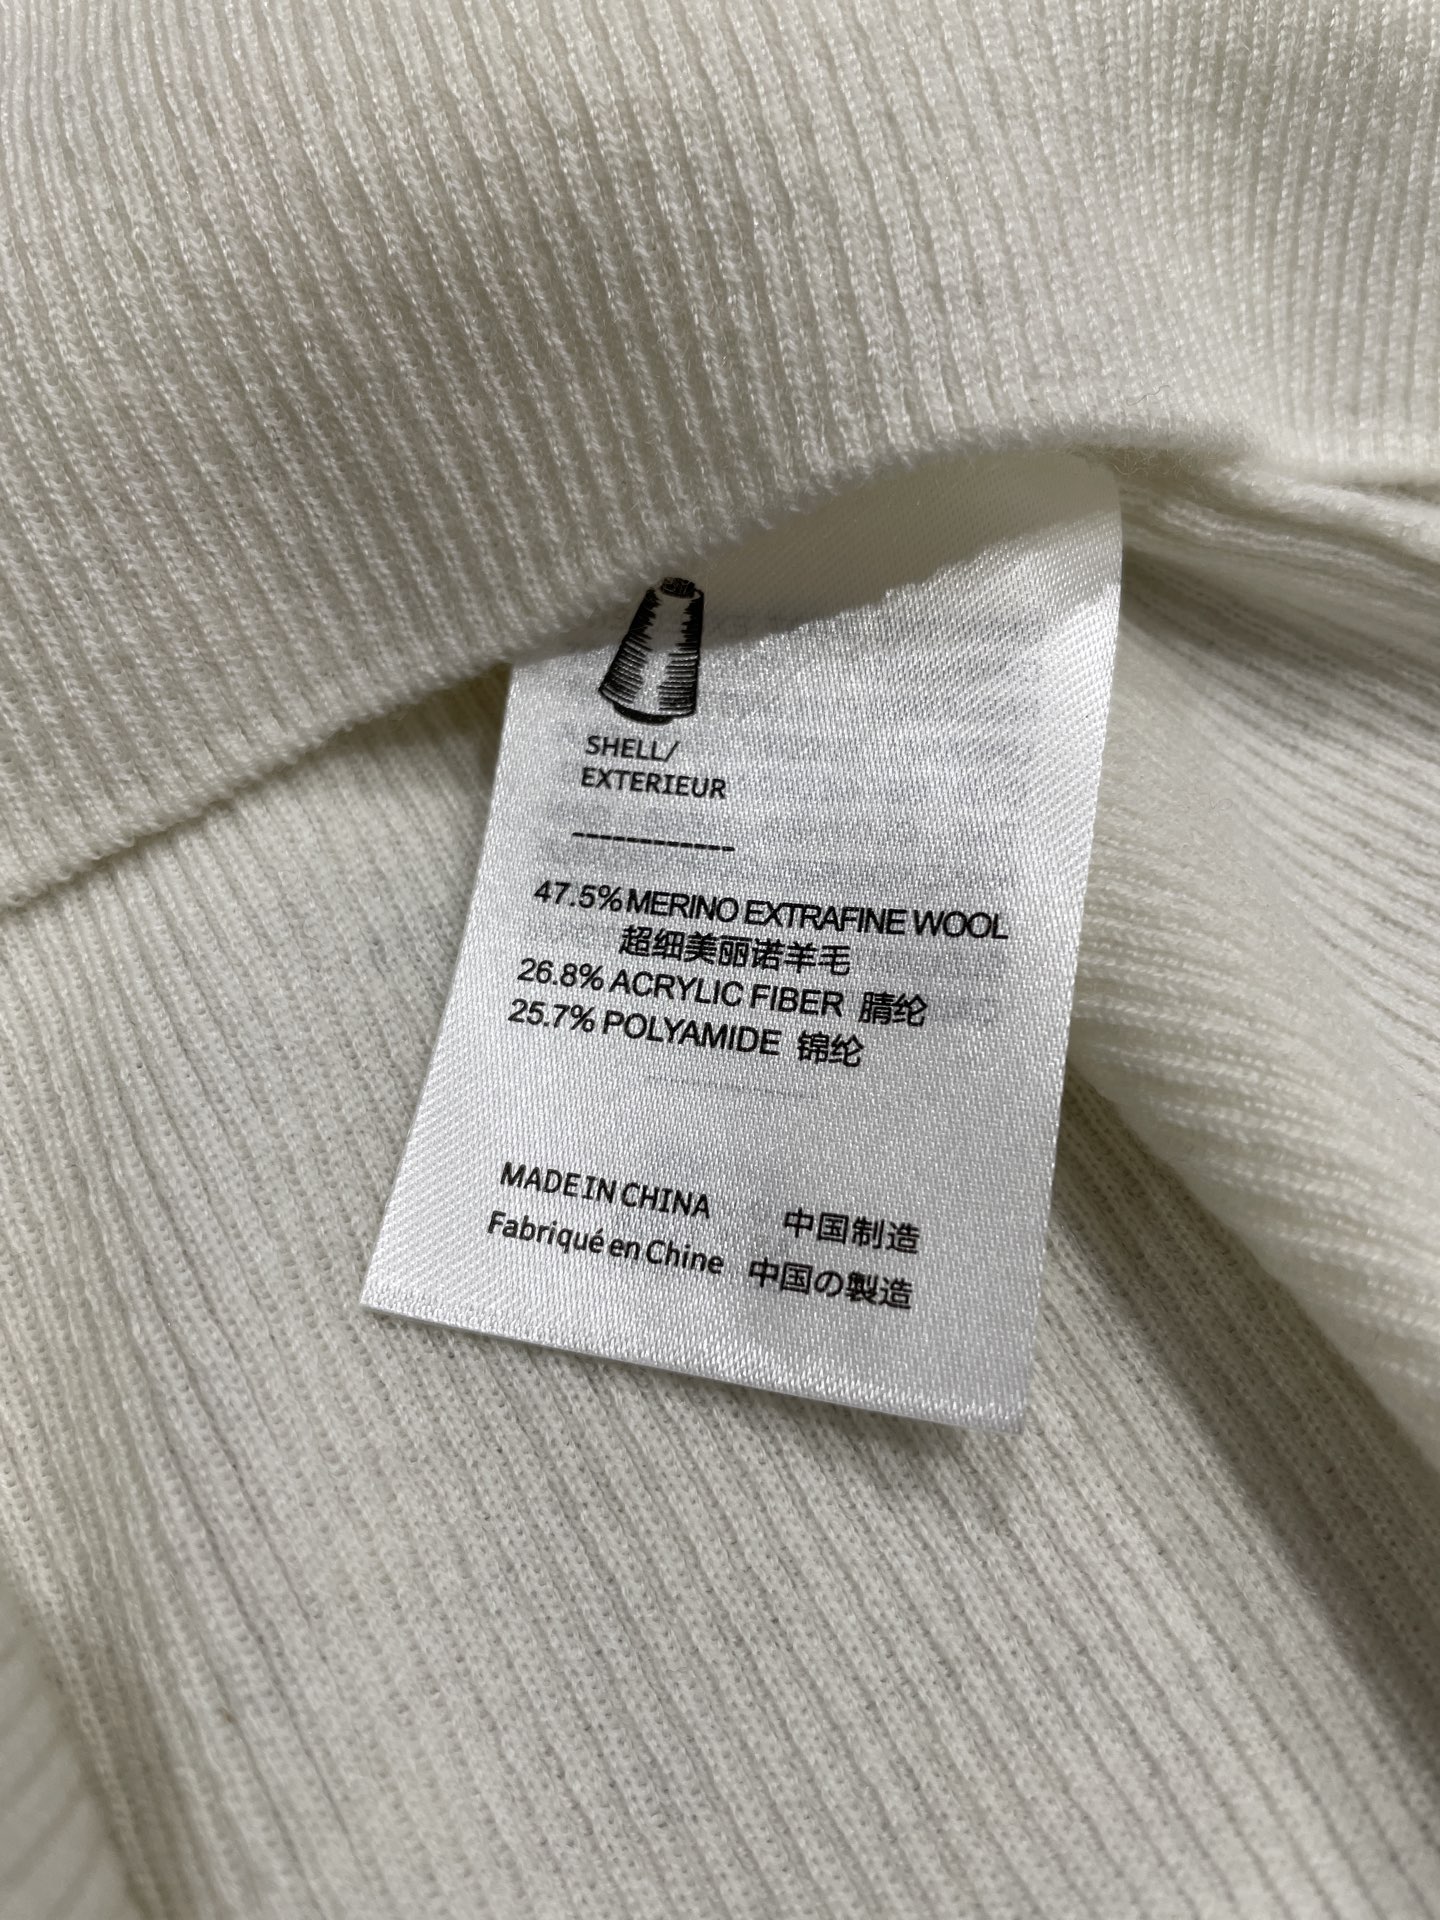 SHELL/
EXTERIEUR
------------
47.5% MERINO EXTRAFINE WOOL
超细美丽诺羊毛
26.8% ACRYLIC FIBER 腈纶
25.7% POLYAMIDE 锦纶
MADE IN CHINA 中国制造
Fabriqué en Chine 中国の製造